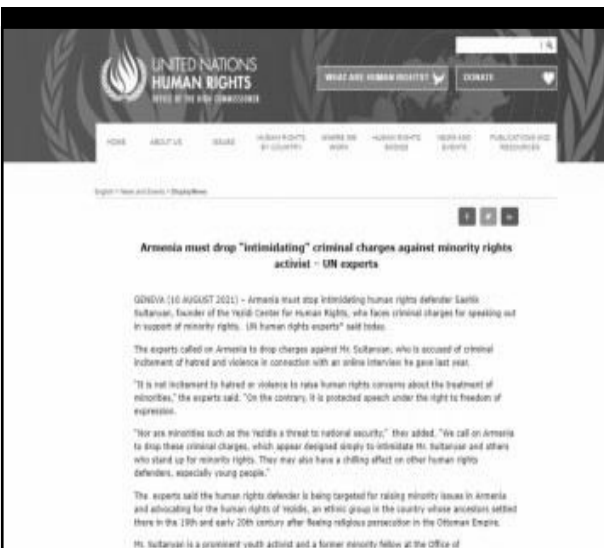 UNITED NATIONS
HUMAN RIGHTS
OFFICE OF THE HIGH COMMISSIONER
WHAT ARE HUMAN RIGHTS?
DONATE
HOME
ABOUT US
ISSUES
HUMAN RIGHTS
BY COUNTRY
WHERE WE
WORK
HUMAN RIGHTS
BODIES
NEWS AND
EVENTS
PUBLICATIONS AND
RESOURCES
English > News and Events > DisplayNews
Armenia must drop "intimidating" criminal charges against minority rights
activist – UN experts
GENEVA (10 AUGUST 2021) – Armenia must stop intimidating human rights defender Sashik
Sultanyan, founder of the Yezidi Center for Human Rights, who faces criminal charges for speaking out
in support of minority rights. UN human rights experts* said today.
The experts called on Armenia to drop charges against Mr. Sultanyan, who is accused of criminal
incitement of hatred and violence in connection with an online interview he gave last year.
"It is not incitement to hatred or violence to raise human rights concerns about the treatment of
minorities," the experts said. "On the contrary, it is protected speech under the right to freedom of
expression.
"Nor are minorities such as the Yezidis a threat to national security," they added. "We call on Armenia
to drop these criminal charges, which appear designed simply to intimidate Mr. Sultanyan and others
who stand up for minority rights. They may also have a chilling effect on other human rights
defenders, especially young people."
The experts said the human rights defender is being targeted for raising minority issues in Armenia
and advocating for the human rights of Yezidis, an ethnic group in the country whose ancestors settled
there in the 19th and early 20th century after fleeing religious persecution in the Ottoman Empire.
Mr. Sultanyan is a prominent youth activist and a former minority fellow at the Office of